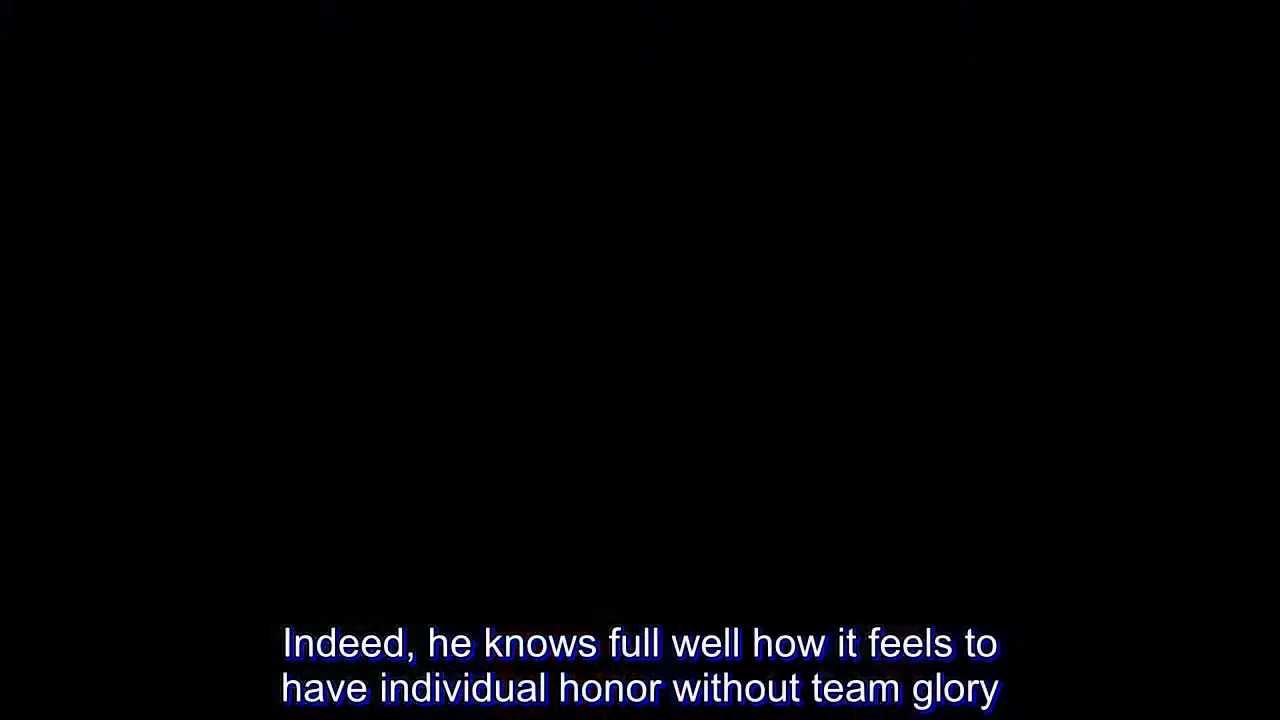 Indeed, he knows full well how it feels to
have individual honor without team glory